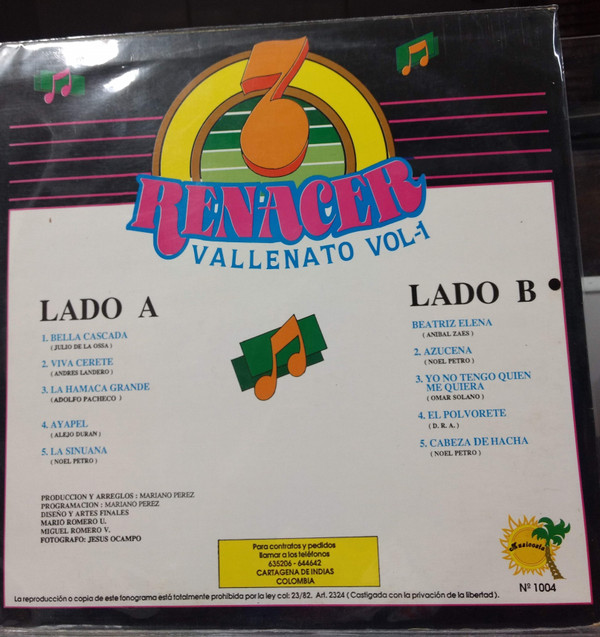 RENACER
VALLENATO VOL-1
LADO A
1. BELLA CASCADA
( JULIO DE LA OSSA )
2. VIVA CERETE
( ANDRES LANDERO )
3. LA HAMACA GRANDE
( ADOLFO PACHECO )
4. AYAPEL
( ALEJO DURAN )
5. LA SINUANA
( NOEL PETRO )
LADO B
BEATRIZ ELENA
( ANIBAL ZAES )
2. AZUCENA
( NOEL PETRO )
3. YO NO TENGO QUIEN
ME QUIERA
( OMAR SOLANO )
4. EL POLVORETE
( D. R. A. )
5. CABEZA DE HACHA
( NOEL PETRO )
PRODUCCION Y ARREGLOS : MARIANO PEREZ
PROGRAMACION : MARIANO PEREZ
DISEÑO Y ARTES FINALES
MARIO ROMERO U.
MIGUEL ROMERO V.
FOTOGRAFO: JESUS OCAMPO
Para contratos y pedidos
llamar a los teléfonos
635206 - 644642
CARTAGENA DE INDIAS
COLOMBIA
Nº 1004
La reproducción o copia de este fonograma está totalmente prohibida por la ley col: 23/82. Art. 2324 ( Castigada con la privación de la libertad ).